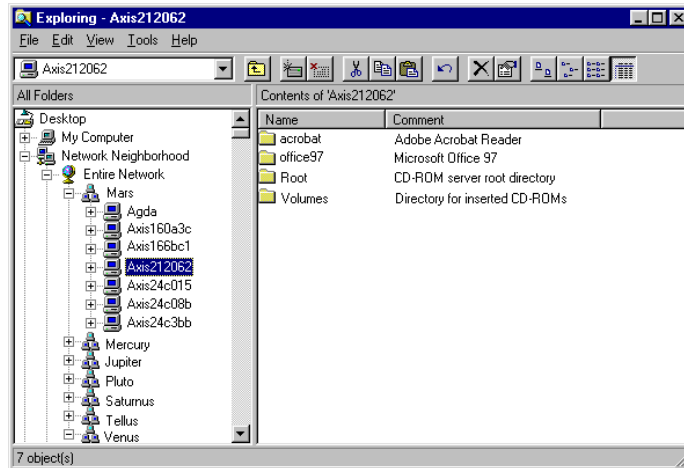 Exploring - Axis212062
File Edit View Tools Help
Axis212062
All Folders
Contents of 'Axis212062'
Desktop
My Computer
Network Neighborhood
Entire Network
Mars
Agda
Axis160a3c
Axis166bc1
Axis212062
Axis24c015
Axis24c08b
Axis24c3bb
Mercury
Jupiter
Pluto
Saturnus
Tellus
Venus
Name Comment
acrobat Adobe Acrobat Reader
office97 Microsoft Office 97
Root CD-ROM server root directory
Volumes Directory for inserted CD-ROMs
7 object(s)